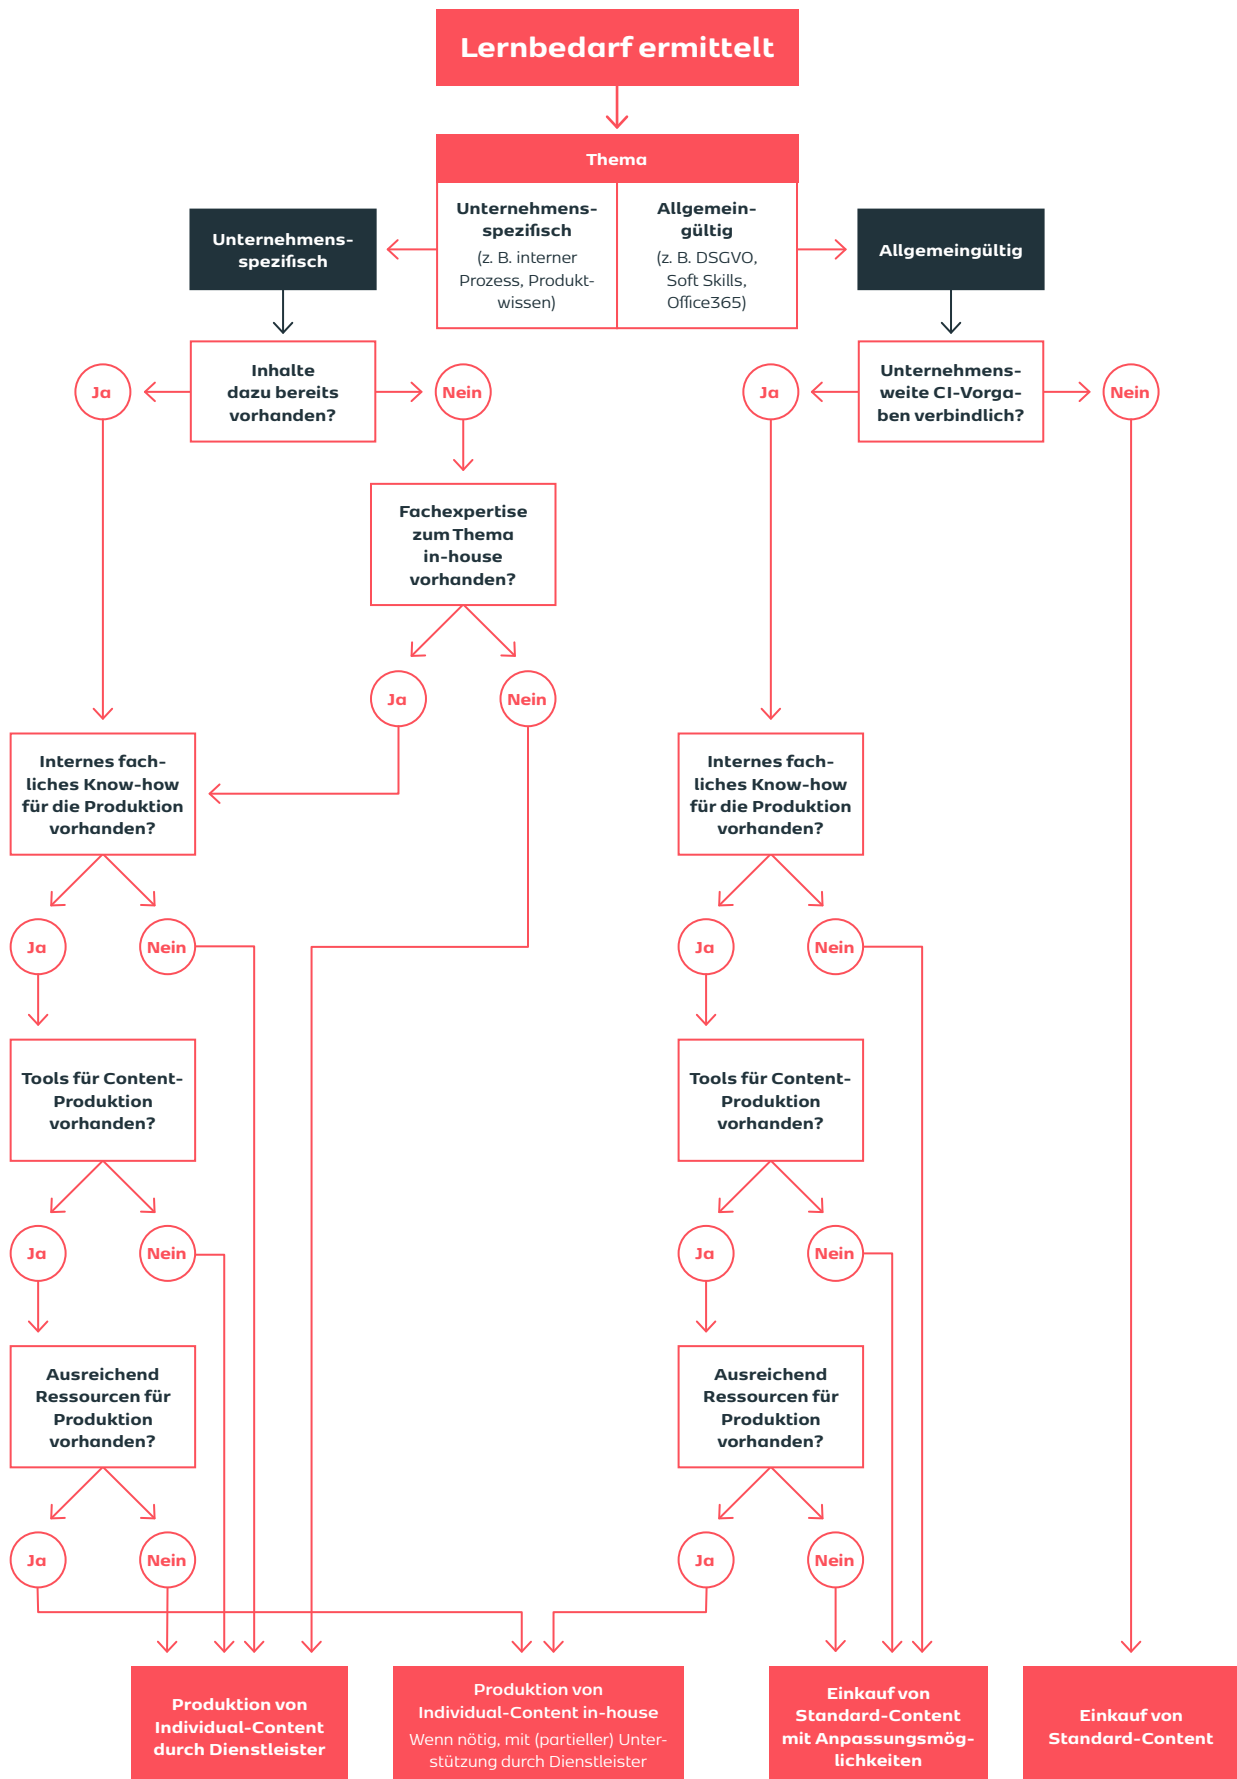 Lernbedarf ermittelt
Thema
Unternehmens-
spezifisch
(z. B. interner
Prozess, Produkt-
wissen)
Allgemein-
gültig
(z. B. DSGVO,
Soft Skills,
Office365)
Unternehmens-
spezifisch
Allgemeingültig
Ja
Inhalte
dazu bereits
vorhanden?
Nein
Ja
Unternehmens-
weite CI-Vorga-
ben verbindlich?
Nein
Fachexpertise
zum Thema
in-house
vorhanden?
Ja
Nein
Internes fach-
liches Know-how
für die Produktion
vorhanden?
Internes fach-
liches Know-how
für die Produktion
vorhanden?
Ja
Nein
Ja
Nein
Tools für Content-
Produktion
vorhanden?
Tools für Content-
Produktion
vorhanden?
Ja
Nein
Ja
Nein
Ausreichend
Ressourcen für
Produktion
vorhanden?
Ausreichend
Ressourcen für
Produktion
vorhanden?
Ja
Nein
Ja
Nein
Produktion von
Individual-Content
durch Dienstleister
Produktion von
Individual-Content in-house
Wenn nötig, mit (partieller) Unter-
stützung durch Dienstleister
Einkauf von
Standard-Content
mit Anpassungsmög-
lichkeiten
Einkauf von
Standard-Content